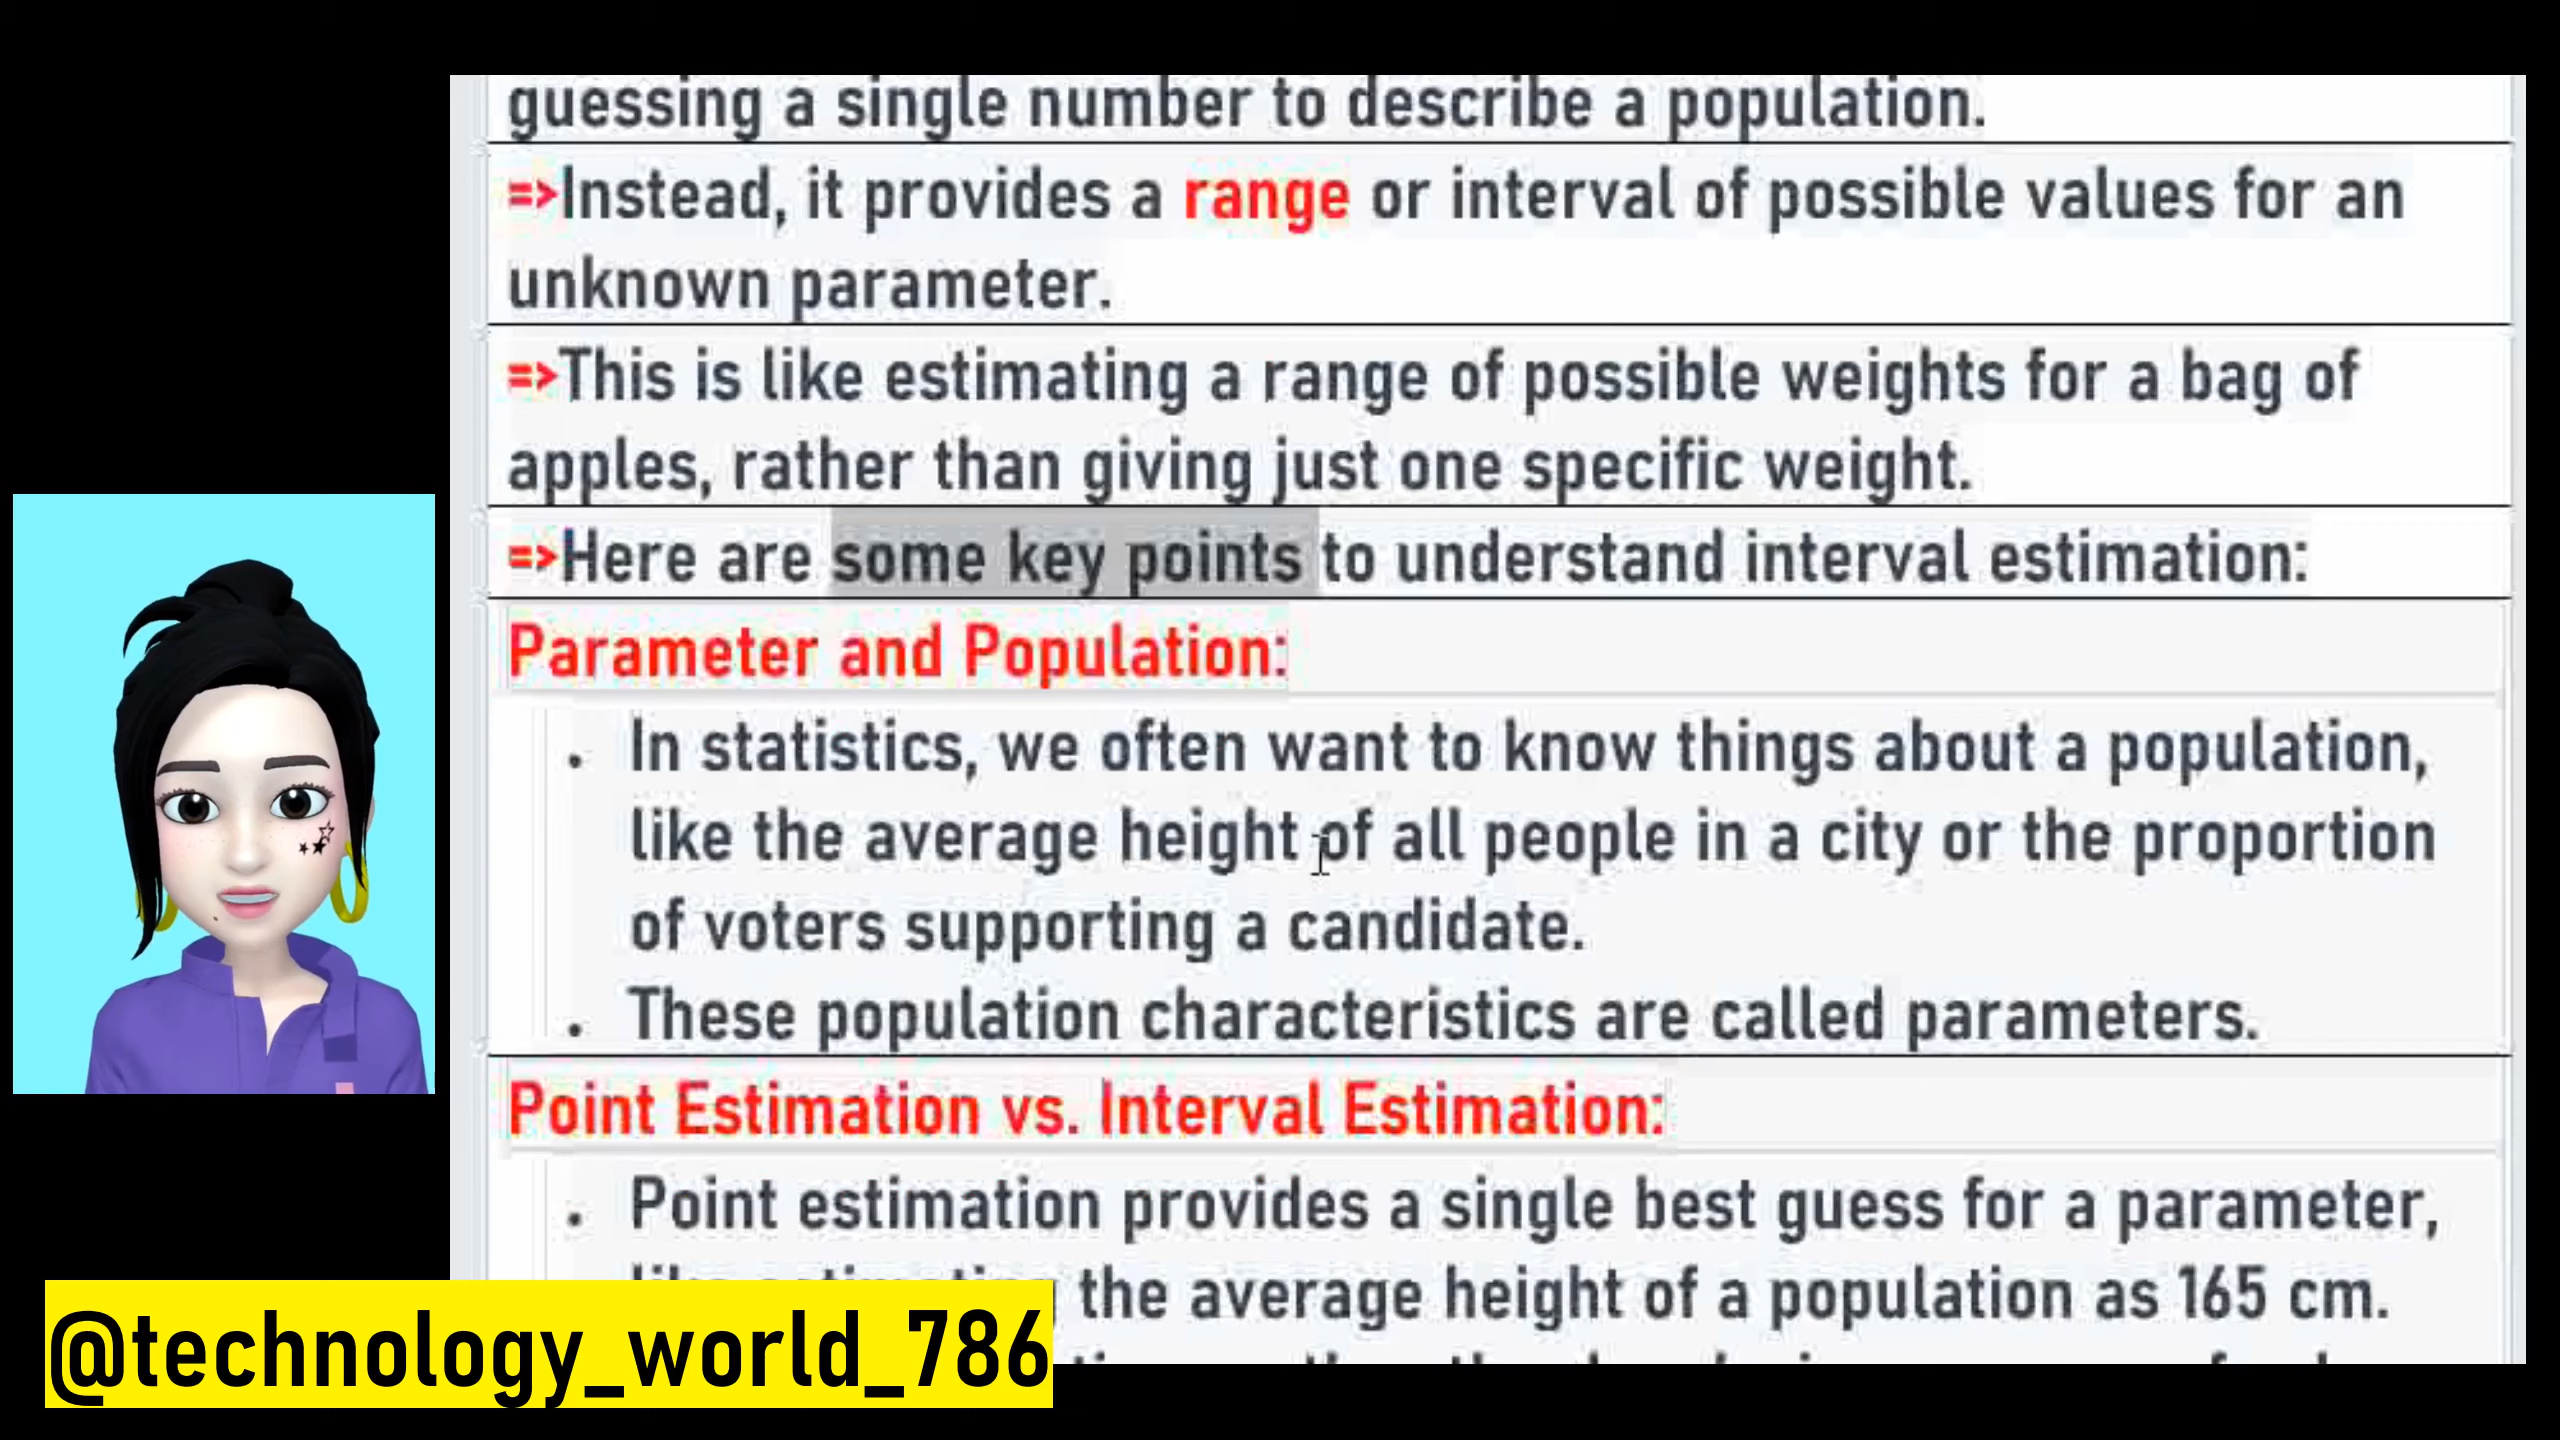 guessing a single number to describe a population.
=>Instead, it provides a range or interval of possible values for an
unknown parameter.
=>This is like estimating a range of possible weights for a bag of
apples, rather than giving just one specific weight.
=>Here are some key points to understand interval estimation:
Parameter and Population:
• In statistics, we often want to know things about a population,
like the average height of all people in a city or the proportion
of voters supporting a candidate.
• These population characteristics are called parameters.
Point Estimation vs. Interval Estimation:
• Point estimation provides a single best guess for a parameter,
the average height of a population as 165 cm.
@technology_world_786